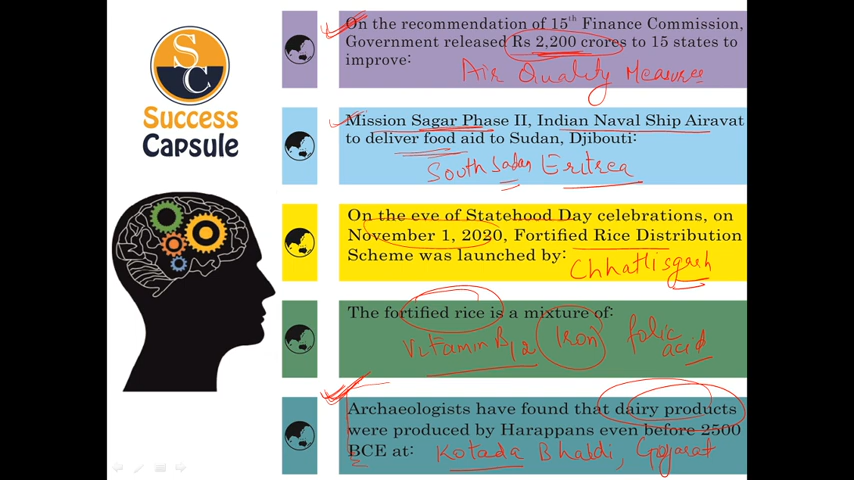 SC
Success
Capsule
On the recommendation of 15th Finance Commission,
Government released Rs 2,200 crores to 15 states to
improve:
Air Quality Measures
Mission Sagar Phase II, Indian Naval Ship Airavat
to deliver food aid to Sudan, Djibouti:
South Sudan Eritrea
On the eve of Statehood Day celebrations, on
November 1, 2020, Fortified Rice Distribution
Scheme was launched by:
Chhattisgarh
The fortified rice is a mixture of:
Vitamin B12 Iron folic
acid
Archaeologists have found that dairy products
were produced by Harappans even before 2500
BCE at: Kotada Bhadli, Gujarat